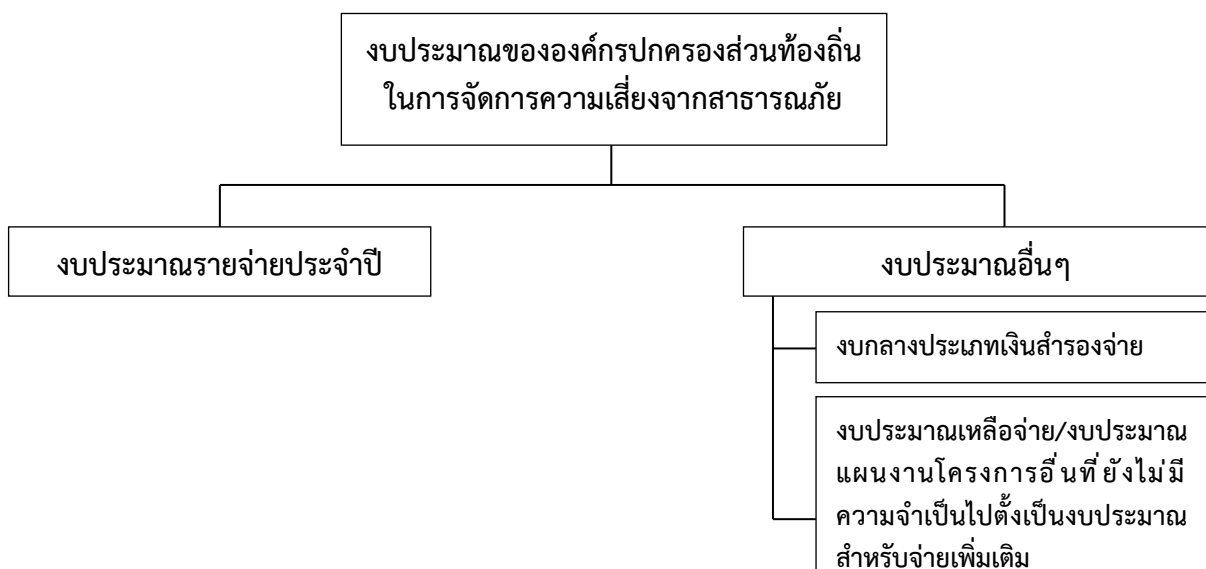 งบประมาณขององค์กรปกครองส่วนท้องถิ่น
ในการจัดการความเสี่ยงจากสาธารณภัย
งบประมาณรายจ่ายประจำปี
งบประมาณอื่นๆ
งบกลางประเภทเงินสำรองจ่าย
งบประมาณเหลือจ่าย/งบประมาณ
แผนงานโครงการอื่นที่ยังไม่มี
ความจำเป็นไปตั้งเป็นงบประมาณ
สำหรับจ่ายเพิ่มเติม